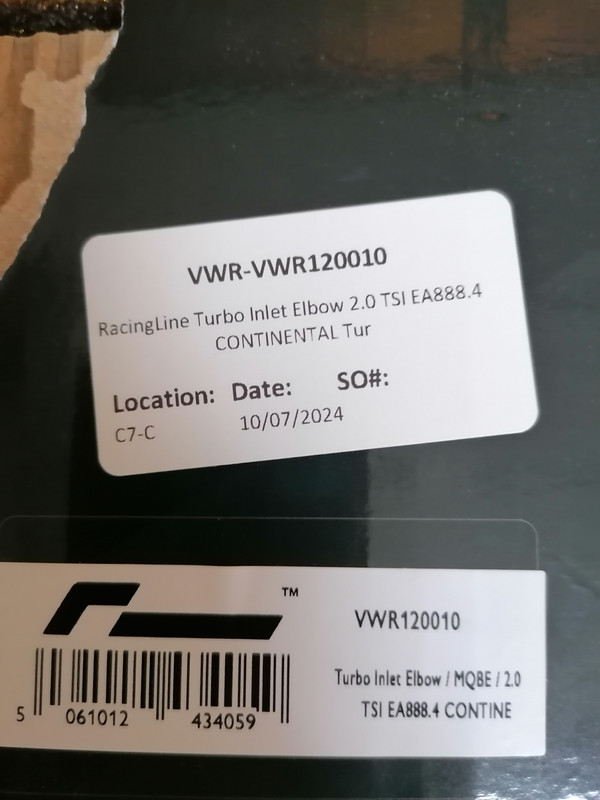 VWR-VWR120010
RacingLine Turbo Inlet Elbow 2.0 TSI EA888.4
CONTINENTAL Tur
Location: Date: SO#:
C7-C 10/07/2024
TM
VWR120010
Turbo Inlet Elbow / MQBE / 2.0
TSI EA888.4 CONTINE
5 061012 434059